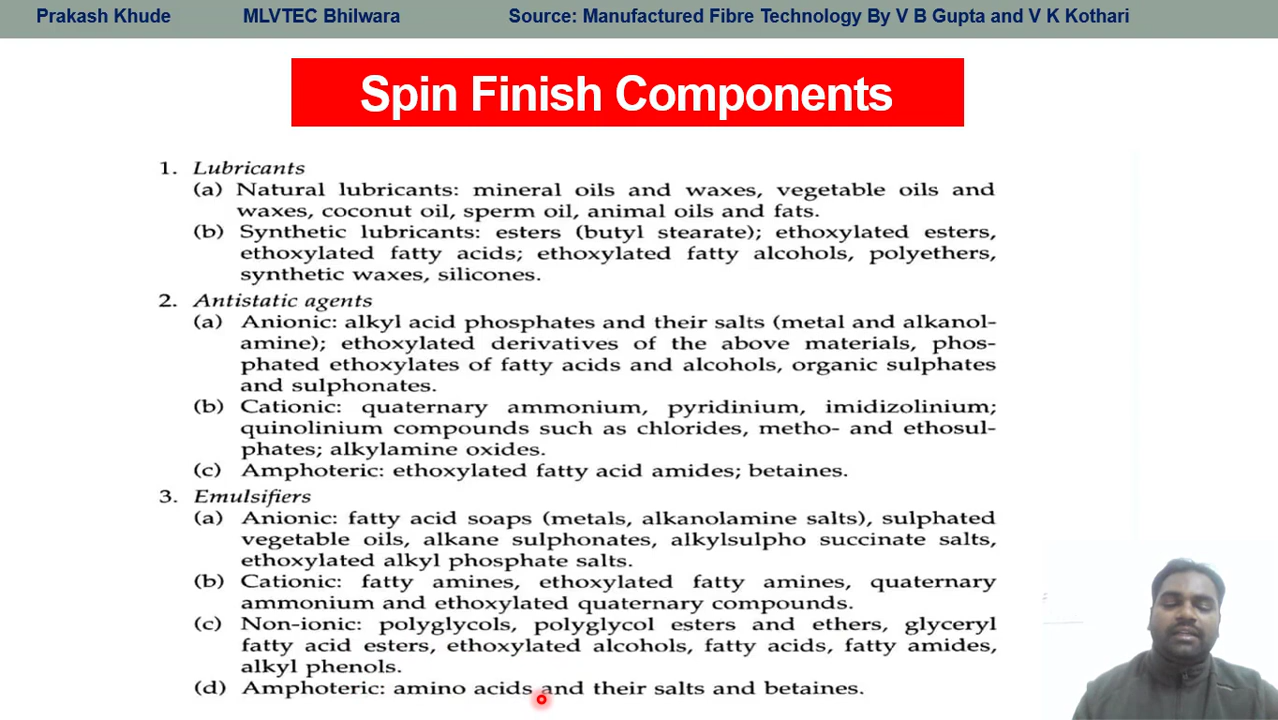 Prakash Khude MLVTEC Bhilwara Source: Manufactured Fibre Technology By V B Gupta and V K Kothari
Spin Finish Components
1. Lubricants
(a) Natural lubricants: mineral oils and waxes, vegetable oils and
waxes, coconut oil, sperm oil, animal oils and fats.
(b) Synthetic lubricants: esters (butyl stearate); ethoxylated esters,
ethoxylated fatty acids; ethoxylated fatty alcohols, polyethers,
synthetic waxes, silicones.
2. Antistatic agents
(a) Anionic: alkyl acid phosphates and their salts (metal and alkanol-
amine); ethoxylated derivatives of the above materials, phos-
phated ethoxylates of fatty acids and alcohols, organic sulphates
and sulphonates.
(b) Cationic: quaternary ammonium, pyridinium, imidizolinium;
quinolinium compounds such as chlorides, metho- and ethosul-
phates; alkylamine oxides.
(c) Amphoteric: ethoxylated fatty acid amides; betaines.
3. Emulsifiers
(a) Anionic: fatty acid soaps (metals, alkanolamine salts), sulphated
vegetable oils, alkane sulphonates, alkylsulpho succinate salts,
ethoxylated alkyl phosphate salts.
(b) Cationic: fatty amines, ethoxylated fatty amines, quaternary
ammonium and ethoxylated quaternary compounds.
(c) Non-ionic: polyglycols, polyglycol esters and ethers, glyceryl
fatty acid esters, ethoxylated alcohols, fatty acids, fatty amides,
alkyl phenols.
(d) Amphoteric: amino acids and their salts and betaines.